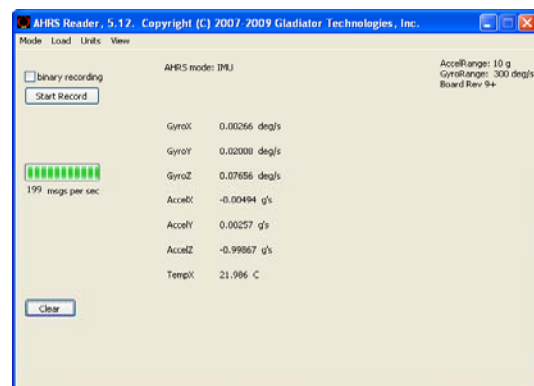 AHRS Reader, 5.12. Copyright (C) 2007-2009 Gladiator Technologies, Inc.
Mode Load Units View
AHRS mode: IMU
AccelRange: 10 g
GyroRange: 300 deg/s
Board Rev 9+
binary recording
Start Record
GyroX 0.00266 deg/s
GyroY 0.02008 deg/s
GyroZ 0.07656 deg/s
199 msgs per sec
AccelX -0.00494 g's
AccelY 0.00257 g's
AccelZ -0.99867 g's
TempX 21.986 C
Clear